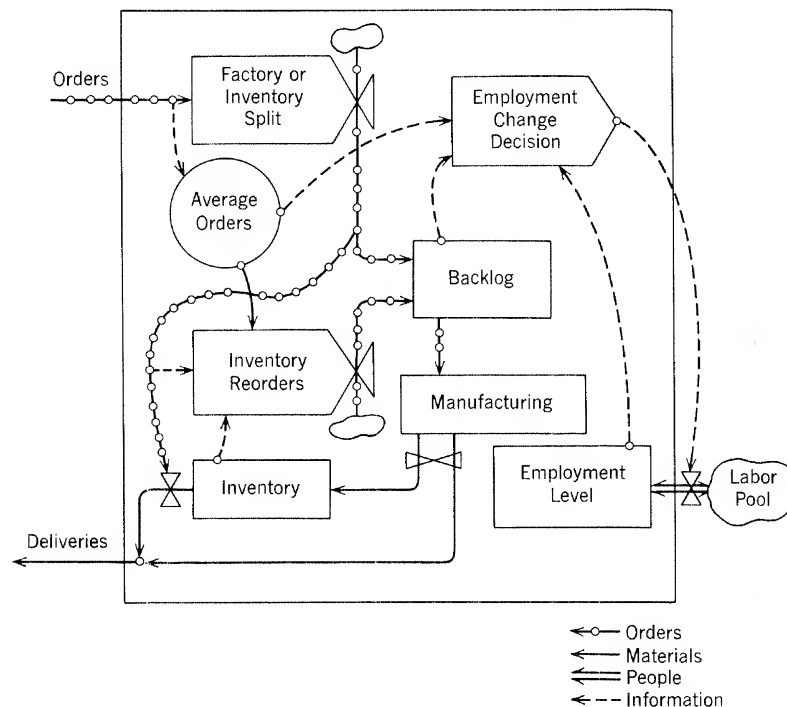 Orders
Factory or
Inventory
Split
Employment
Change
Decision
Average
Orders
Backlog
Inventory
Reorders
Manufacturing
Inventory
Employment
Level
Labor
Pool
Deliveries
Orders
Materials
People
Information